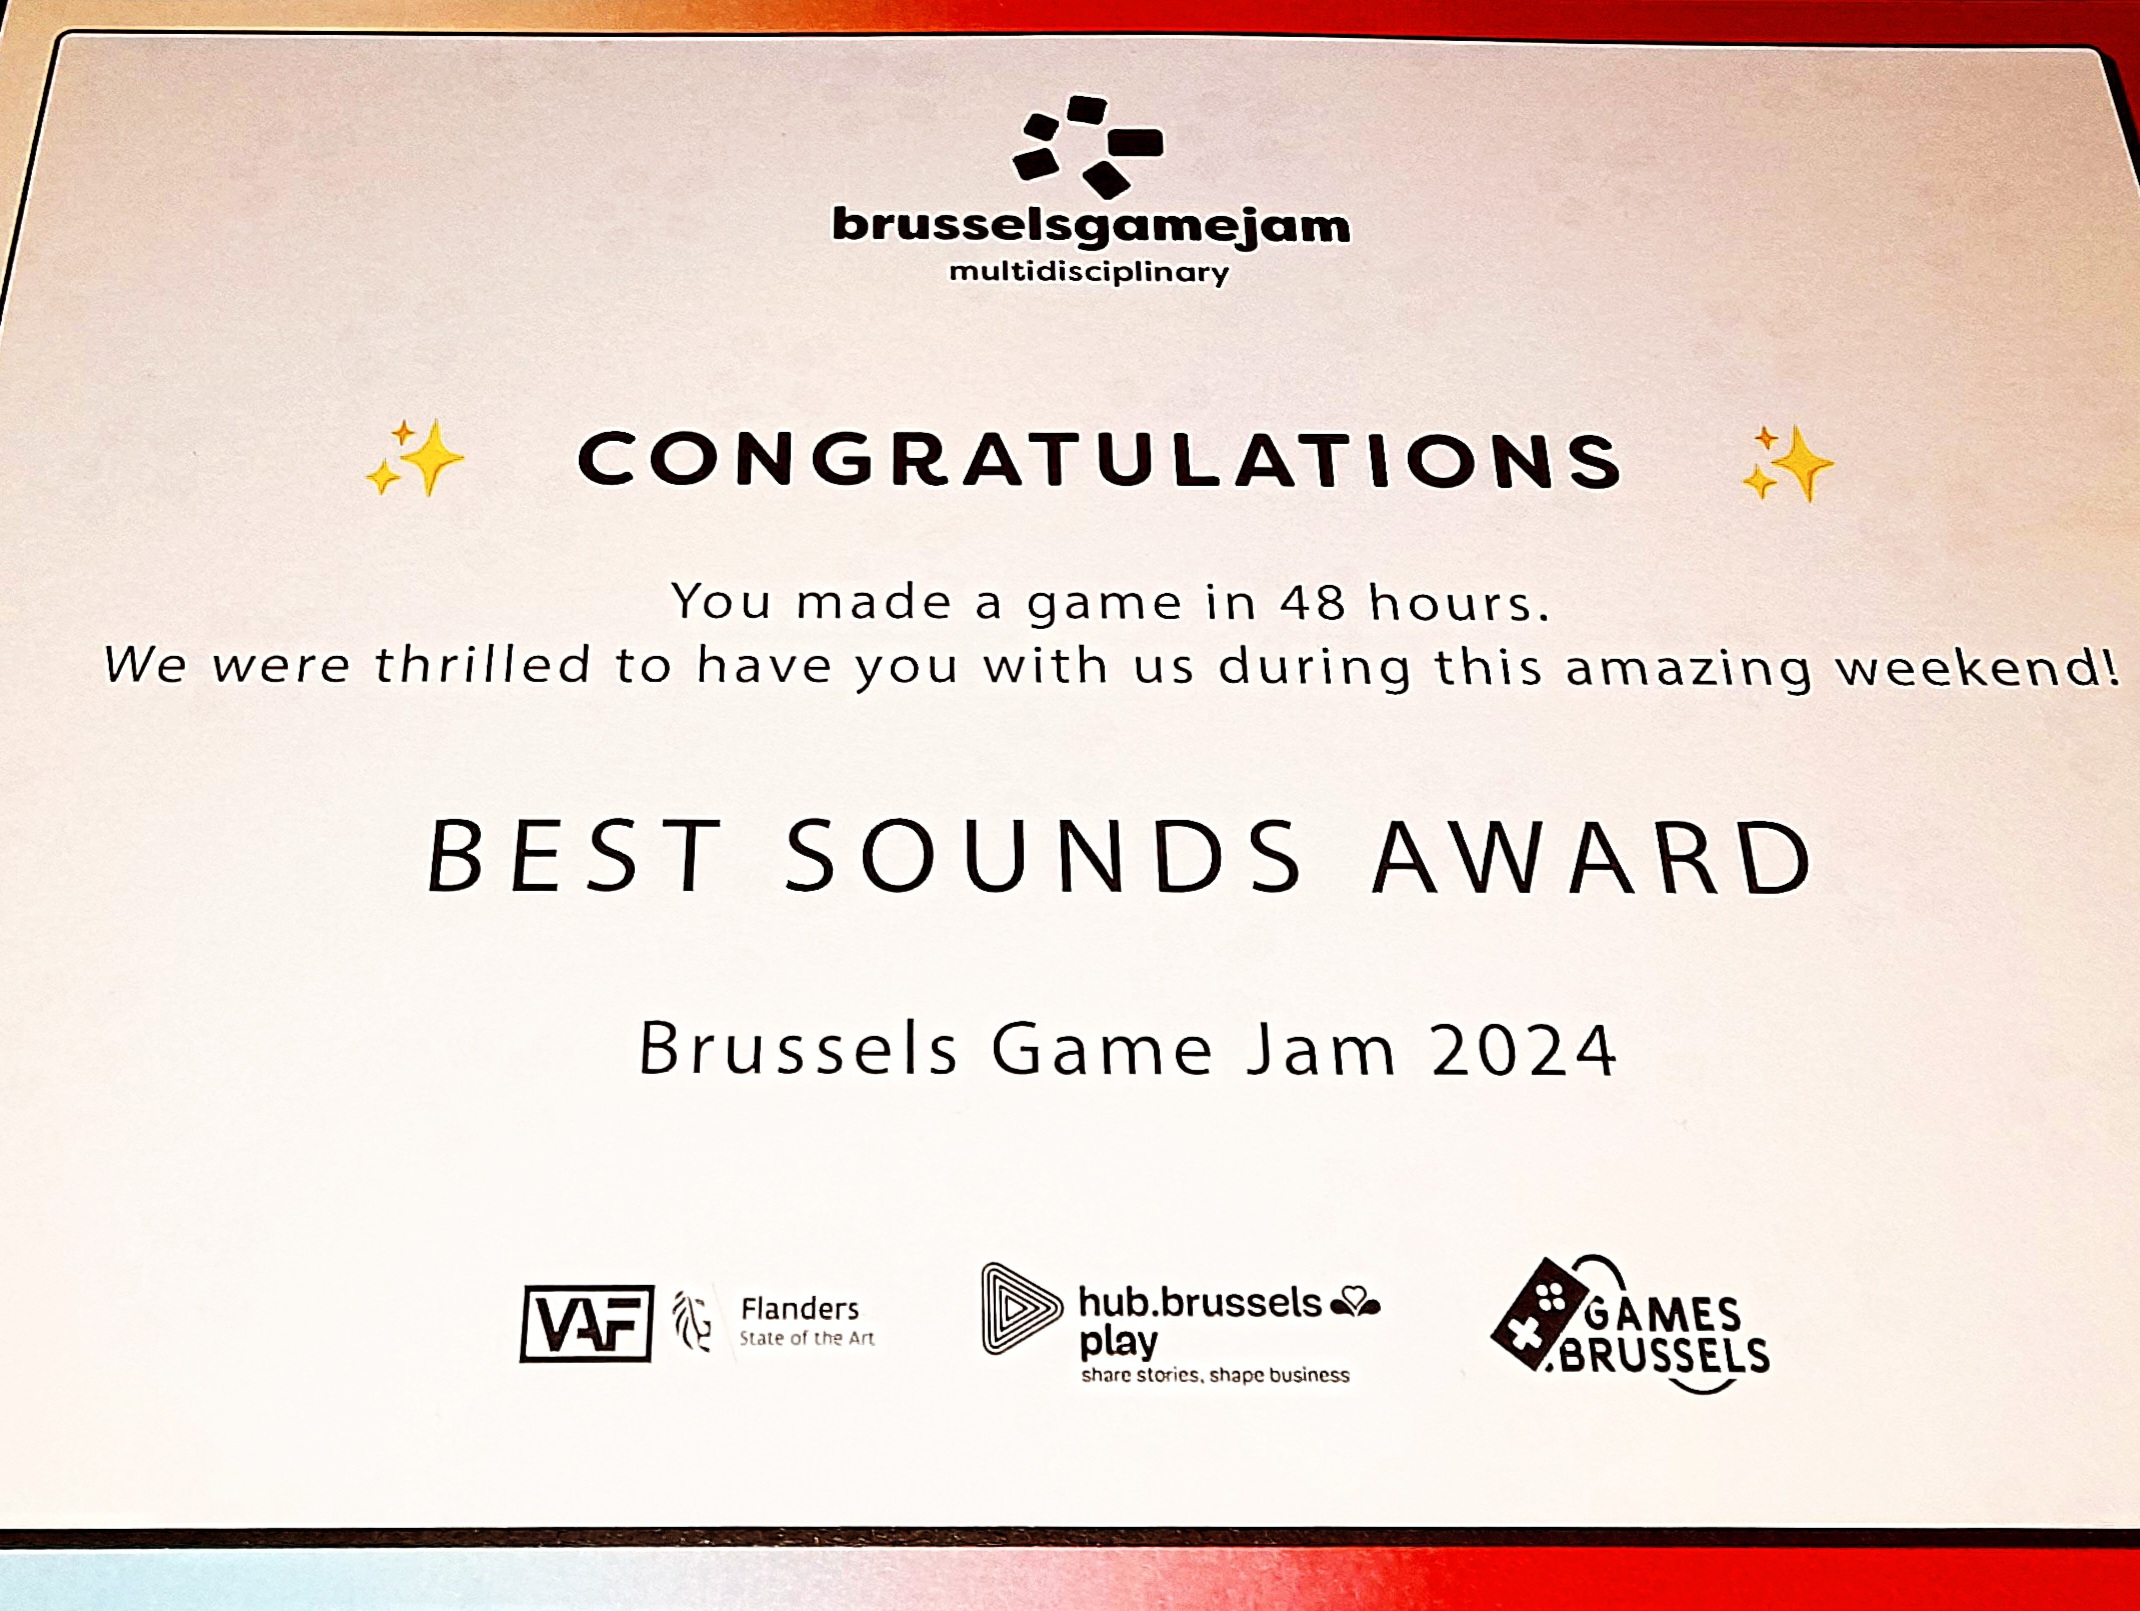 brusselsgamejam
multidisciplinary
CONGRATULATIONS
You made a game in 48 hours.
We were thrilled to have you with us during this amazing weekend!
BEST SOUNDS AWARD
Brussels Game Jam 2024
VAF
Flanders
State of the Art
hub.brussels
play
share stories, shape business
GAMES
.BRUSSELS